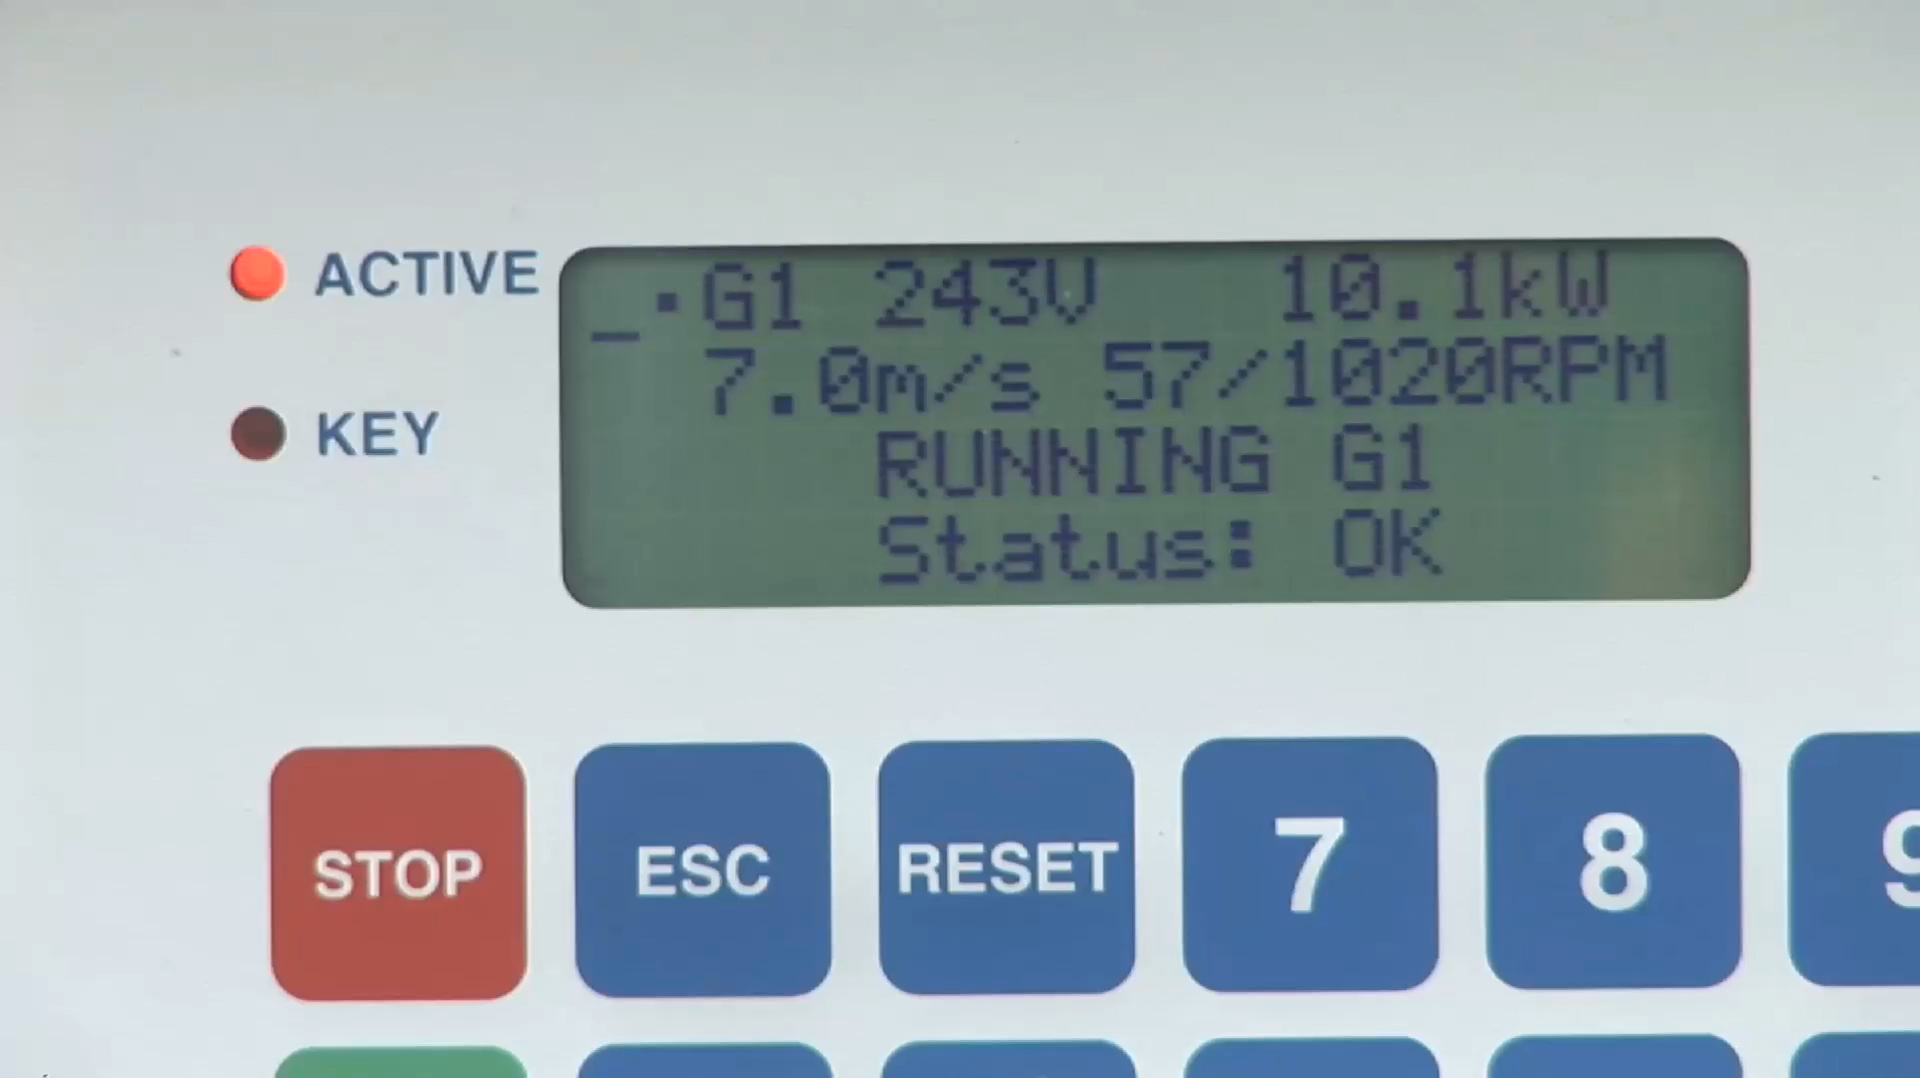 ACTIVE
KEY
_·G1 243V 10.1kW
7.0m/s 57/1020RPM
RUNNING G1
Status: OK
STOP ESC RESET 7 8 9